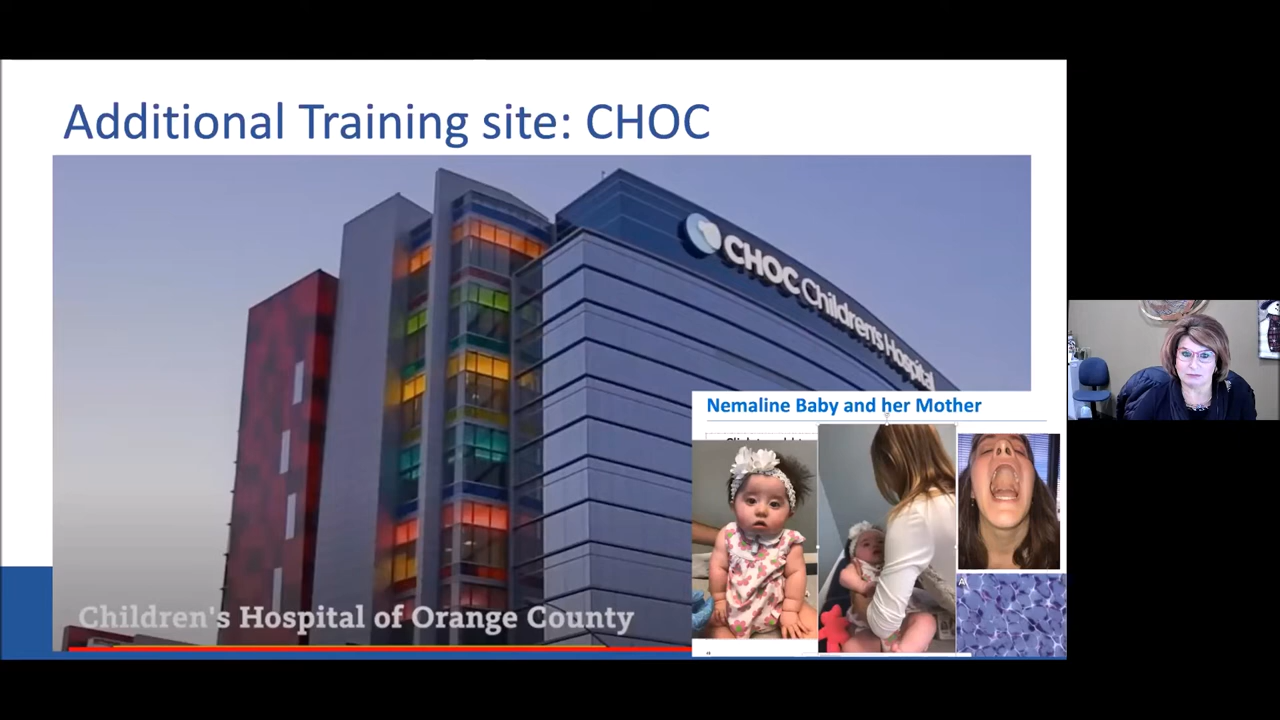 Additional Training site: CHOC
CHOC Children's Hospital
Nemaline Baby and her Mother
Children's Hospital of Orange County